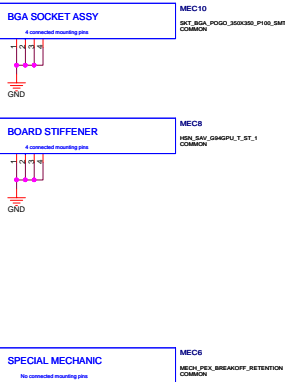 BGA SOCKET ASSY
4 connected mounting pins
MEC10
SKT_BGA_POGO_350X350_P100_SMT
COMMON
1 2 3 4
GND
BOARD STIFFENER
4 connected mounting pins
MEC8
HSN_SAV_G94GPU_T_ST_1
COMMON
1 2 3 4
GND
SPECIAL MECHANIC
No connected mounting pins
MEC6
MECH_PEX_BREAKOFF_RETENTION
COMMON